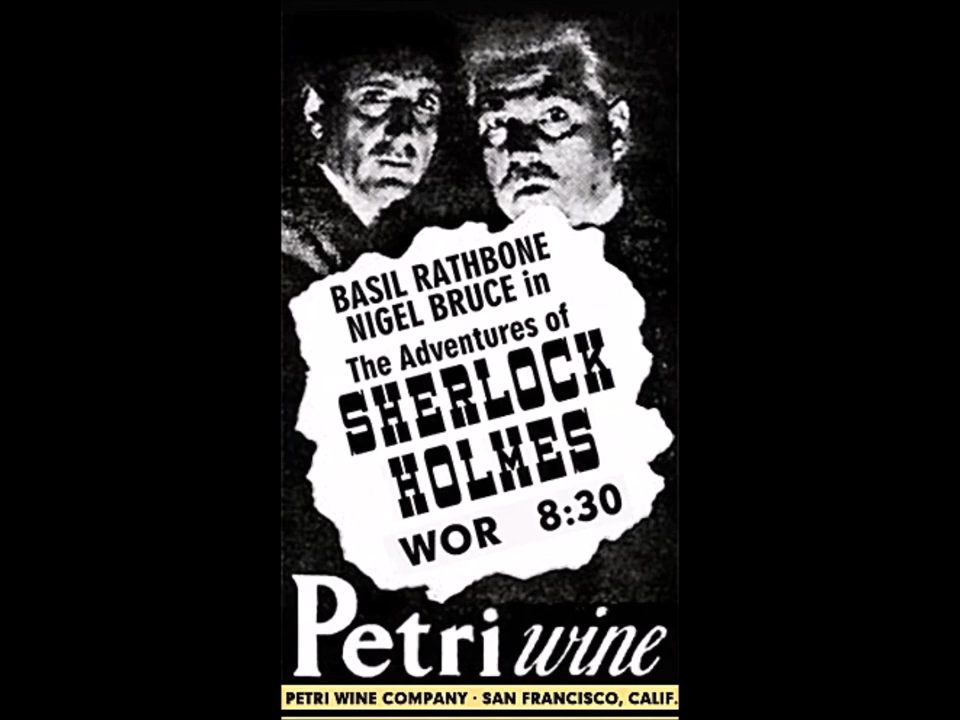 BASIL RATHBONE
NIGEL BRUCE in
The Adventures of
SHERLOCK
HOLMES
WOR 8:30
Petri wine
PETRI WINE COMPANY · SAN FRANCISCO, CALIF.